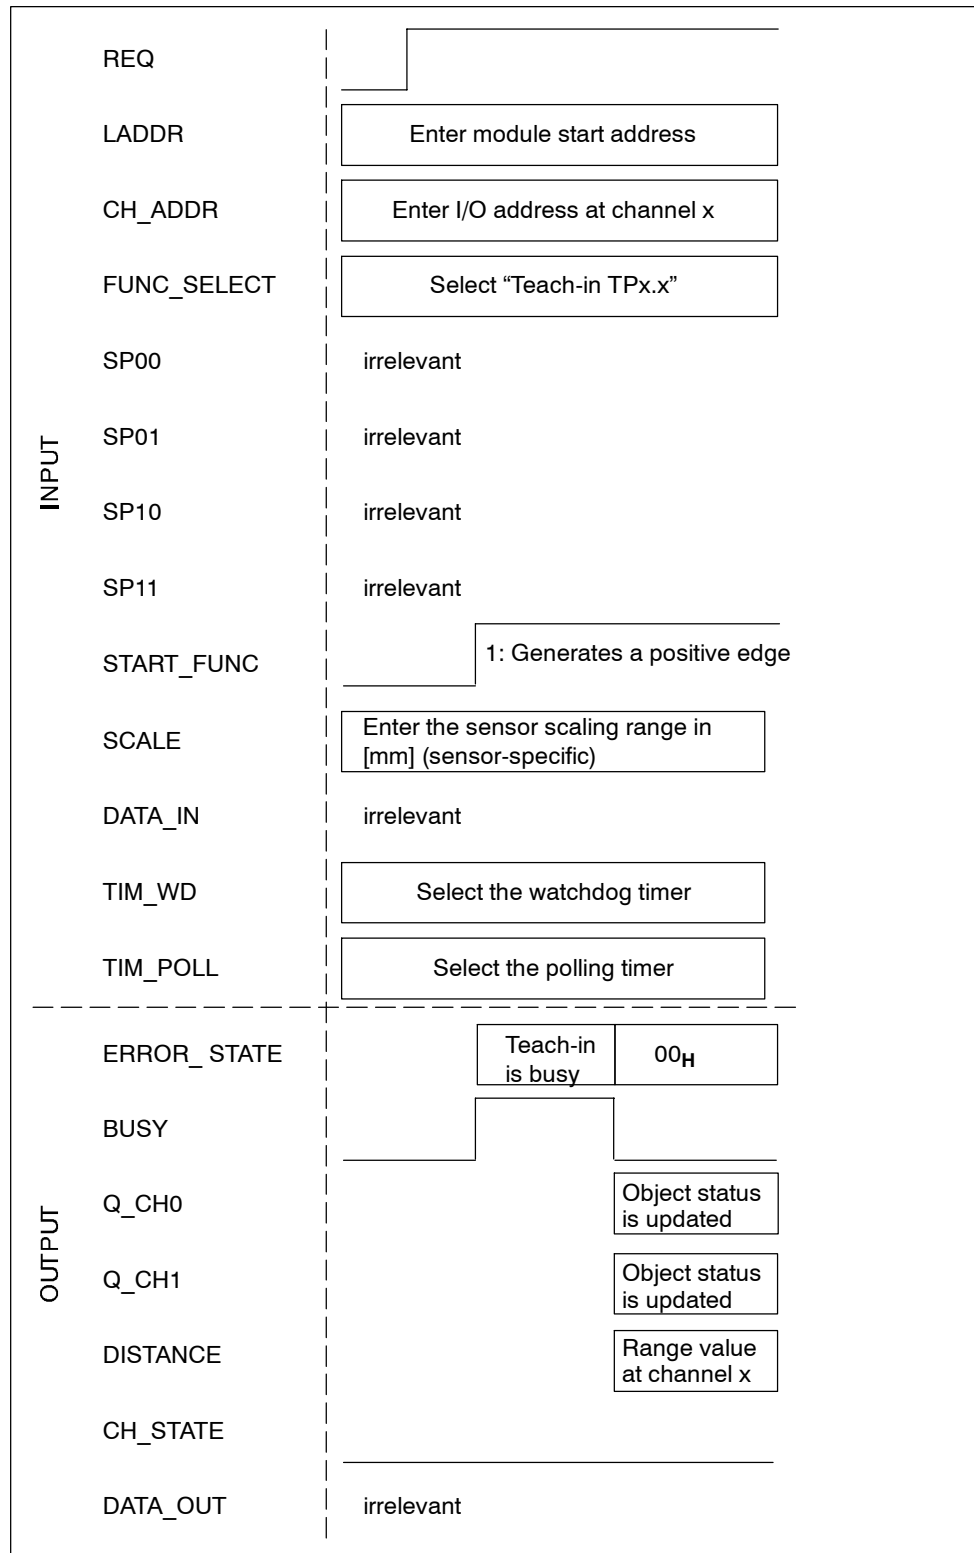 REQ
LADDR
Enter module start address
CH_ADDR
Enter I/O address at channel x
FUNC_SELECT
Select “Teach-in TPx.x”
SP00
irrelevant
SP01
irrelevant
INPUT
SP10
irrelevant
SP11
irrelevant
START_FUNC
1: Generates a positive edge
SCALE
Enter the sensor scaling range in
[mm] (sensor-specific)
DATA_IN
irrelevant
TIM_WD
Select the watchdog timer
TIM_POLL
Select the polling timer
ERROR_ STATE
Teach-in
is busy
00H
BUSY
Q_CH0
Object status
is updated
OUTPUT
Q_CH1
Object status
is updated
DISTANCE
Range value
at channel x
CH_STATE
DATA_OUT
irrelevant